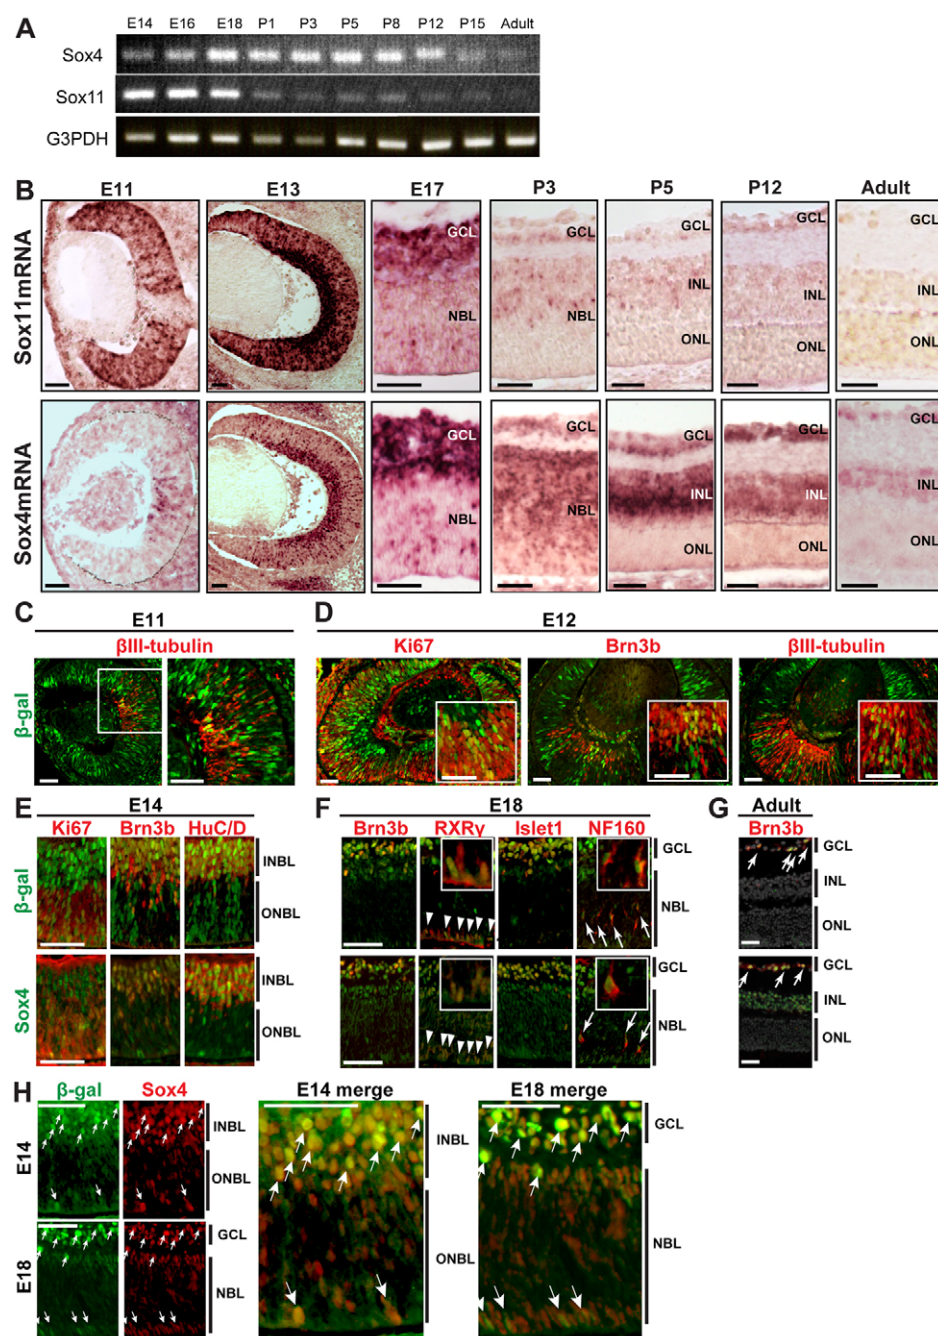 A
E14 E16 E18 P1 P3 P5 P8 P12 P15 Adult
Sox4
Sox11
G3PDH
B
E11 E13 E17 P3 P5 P12 Adult
Sox11mRNA
GCL NBL
GCL NBL
GCL INL ONL
GCL INL ONL
GCL INL ONL
Sox4mRNA
GCL NBL
GCL NBL
GCL INL ONL
GCL INL ONL
GCL INL ONL
C
E11
βIII-tubulin
β-gal
D
E12
Ki67 Brn3b βIII-tubulin
E
E14
Ki67 Brn3b HuC/D
β-gal
INBL
ONBL
Sox4
INBL
ONBL
F
E18
Brn3b RXRγ Islet1 NF160
GCL
NBL
GCL
NBL
G
Adult
Brn3b
GCL
INL
ONL
GCL
INL
ONL
H
β-gal Sox4 E14 merge E18 merge
E14
INBL
ONBL
E18
GCL
NBL
INBL
ONBL
GCL
NBL